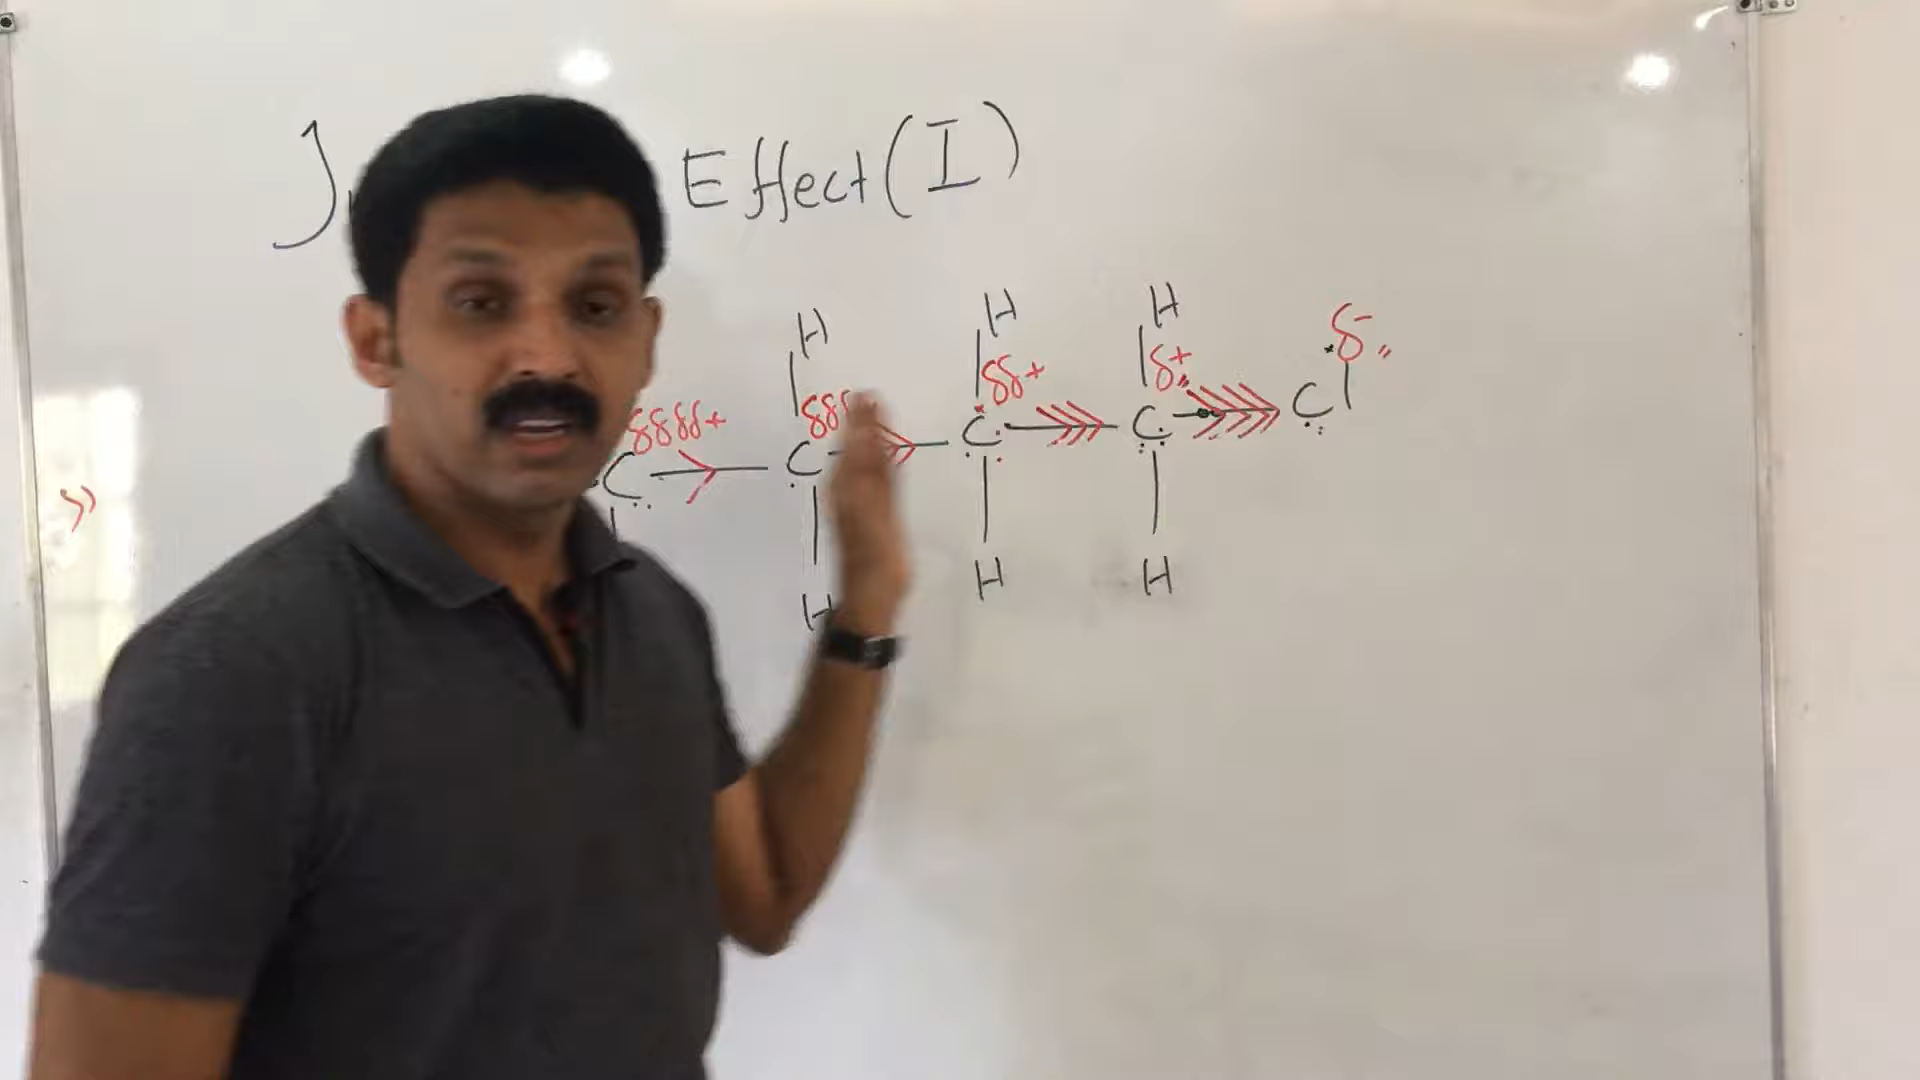 Effect (I)
H H H δ-
δδδδ+ δδδ δδ+ δ+
C C C C Cl
H H H